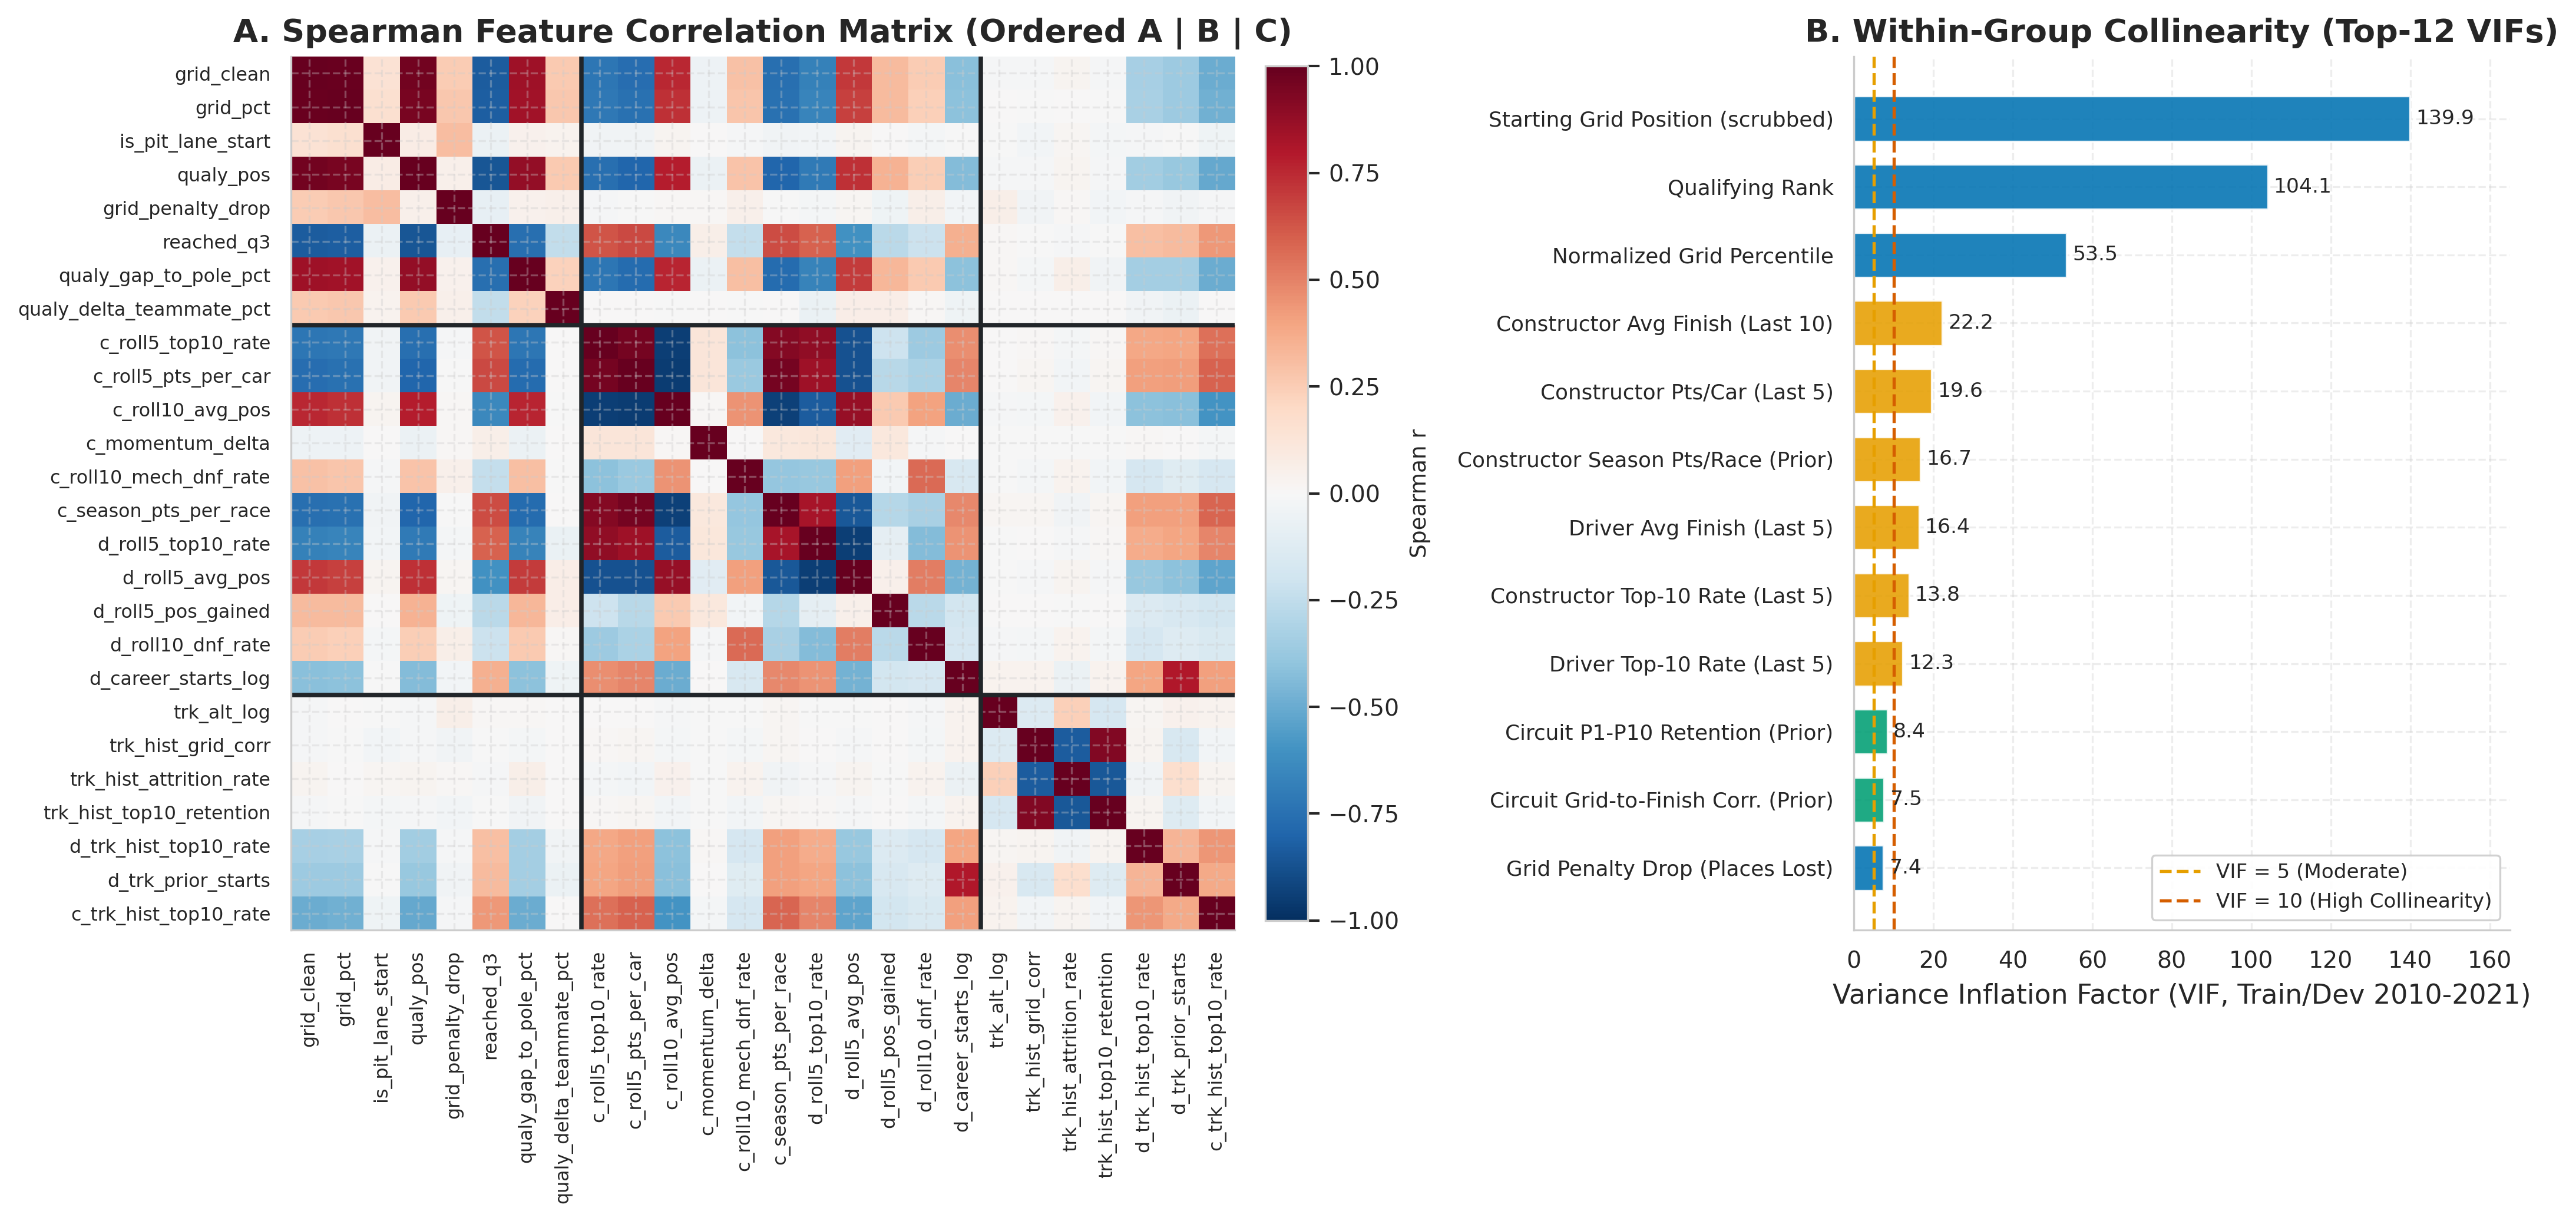 A. Spearman Feature Correlation Matrix (Ordered A | B | C)
grid_clean
grid_pct
is_pit_lane_start
qualy_pos
grid_penalty_drop
reached_q3
qualy_gap_to_pole_pct
qualy_delta_teammate_pct
c_roll5_top10_rate
c_roll5_pts_per_car
c_roll10_avg_pos
c_momentum_delta
c_roll10_mech_dnf_rate
c_season_pts_per_race
d_roll5_top10_rate
d_roll5_avg_pos
d_roll5_pos_gained
d_roll10_dnf_rate
d_career_starts_log
trk_alt_log
trk_hist_grid_corr
trk_hist_attrition_rate
trk_hist_top10_retention
d_trk_hist_top10_rate
d_trk_prior_starts
c_trk_hist_top10_rate
grid_clean
grid_pct
is_pit_lane_start
qualy_pos
grid_penalty_drop
reached_q3
qualy_gap_to_pole_pct
qualy_delta_teammate_pct
c_roll5_top10_rate
c_roll5_pts_per_car
c_roll10_avg_pos
c_momentum_delta
c_roll10_mech_dnf_rate
c_season_pts_per_race
d_roll5_top10_rate
d_roll5_avg_pos
d_roll5_pos_gained
d_roll10_dnf_rate
d_career_starts_log
trk_alt_log
trk_hist_grid_corr
trk_hist_attrition_rate
trk_hist_top10_retention
d_trk_hist_top10_rate
d_trk_prior_starts
c_trk_hist_top10_rate
1.00
0.75
0.50
0.25
0.00
−0.25
−0.50
−0.75
−1.00
Spearman r
B. Within-Group Collinearity (Top-12 VIFs)
Starting Grid Position (scrubbed) 139.9
Qualifying Rank 104.1
Normalized Grid Percentile 53.5
Constructor Avg Finish (Last 10) 22.2
Constructor Pts/Car (Last 5) 19.6
Constructor Season Pts/Race (Prior) 16.7
Driver Avg Finish (Last 5) 16.4
Constructor Top-10 Rate (Last 5) 13.8
Driver Top-10 Rate (Last 5) 12.3
Circuit P1-P10 Retention (Prior) 8.4
Circuit Grid-to-Finish Corr. (Prior) 7.5
Grid Penalty Drop (Places Lost) 7.4
VIF = 5 (Moderate)
VIF = 10 (High Collinearity)
0 20 40 60 80 100 120 140 160
Variance Inflation Factor (VIF, Train/Dev 2010-2021)